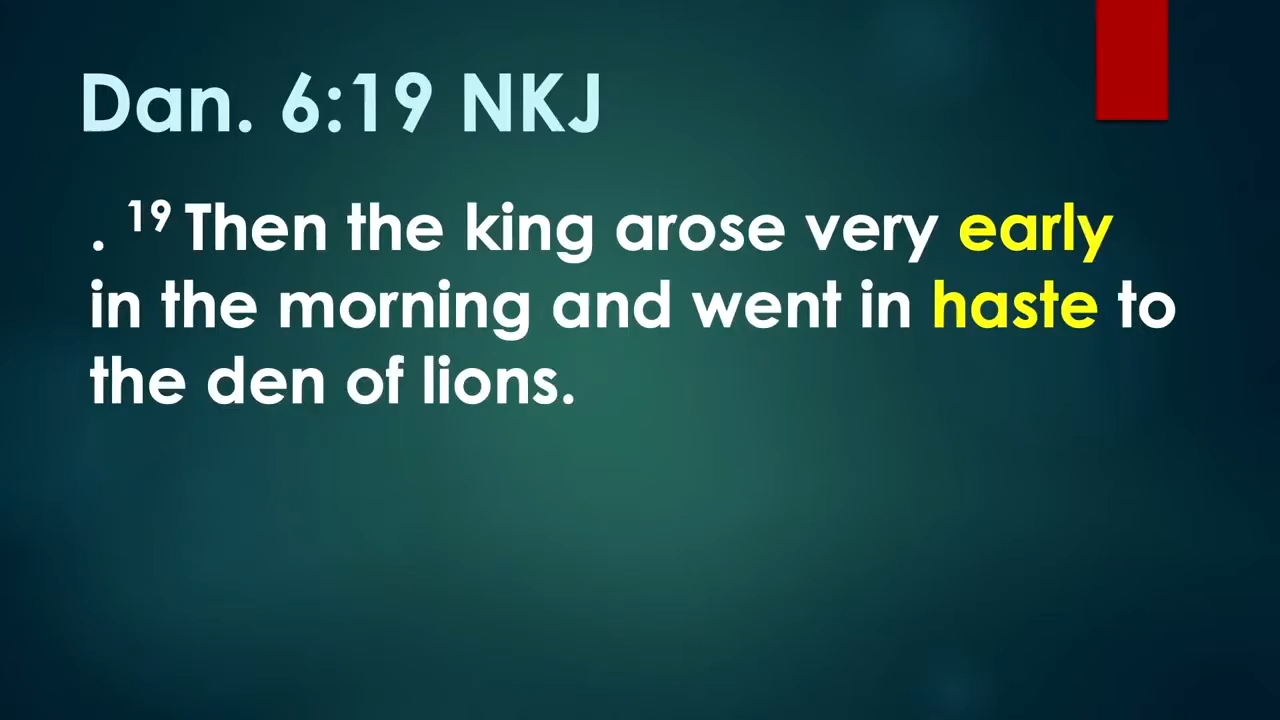 Dan. 6:19 NKJ
. 19 Then the king arose very early
in the morning and went in haste to
the den of lions.